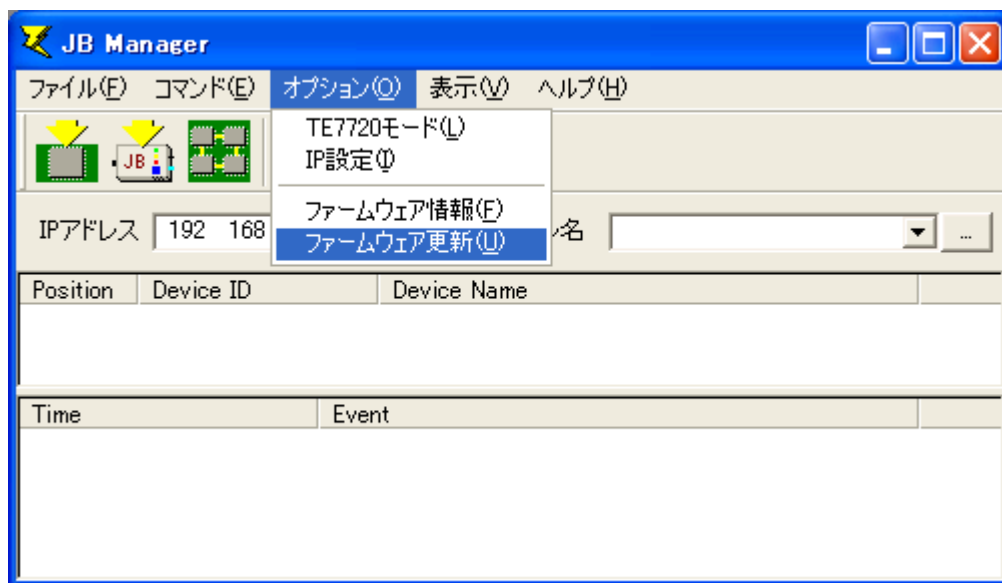 JB Manager
ファイル(F) コマンド(E) オプション(O) 表示(V) ヘルプ(H)
JB
TE7720モード(L)
IP設定(I)
ファームウェア情報(F)
ファームウェア更新(U)
IPアドレス 192 168 ン名 ...
Position Device ID Device Name
Time Event